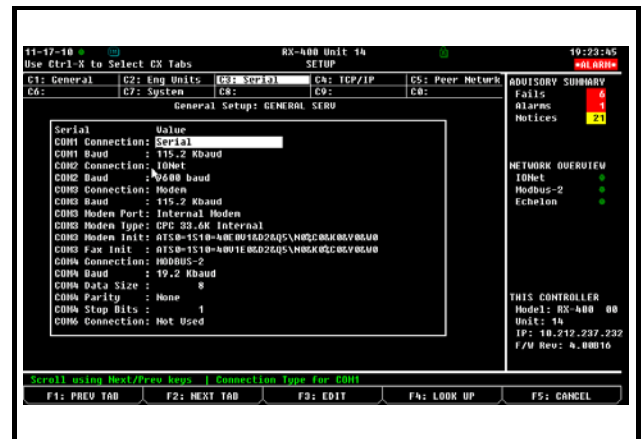 11-17-10 RX-400 Unit 14 19:23:45
Use Ctrl-X to Select CX Tabs SETUP *ALARM*
C1: General C2: Eng Units C3: Serial C4: TCP/IP C5: Peer Network
C6: C7: System C8: C9: C0:
General Setup: GENERAL SERV
ADVISORY SUMMARY
Fails 6
Alarms 1
Notices 21
NETWORK OVERVIEW
IONet
Modbus-2
Echelon
THIS CONTROLLER
Model: RX-400 00
Unit: 14
IP: 10.212.237.232
F/W Rev: 4.00B16
Serial Value
COM1 Connection: Serial
COM1 Baud : 115.2 Kbaud
COM2 Connection: IONet
COM2 Baud : 9600 baud
COM3 Connection: Modem
COM3 Baud : 115.2 Kbaud
COM3 Modem Port: Internal Modem
COM3 Modem Type: CPC 33.6K Internal
COM3 Modem Init:
COM3 Fax Init :
COM4 Connection: MODBUS-2
COM4 Baud : 19.2 Kbaud
COM4 Data Size : 8
COM4 Parity : None
COM4 Stop Bits : 1
COM6 Connection: Not Used
Scroll using Next/Prev keys | Connection Type for COM1
F1: PREV TAB F2: NEXT TAB F3: EDIT F4: LOOK UP F5: CANCEL